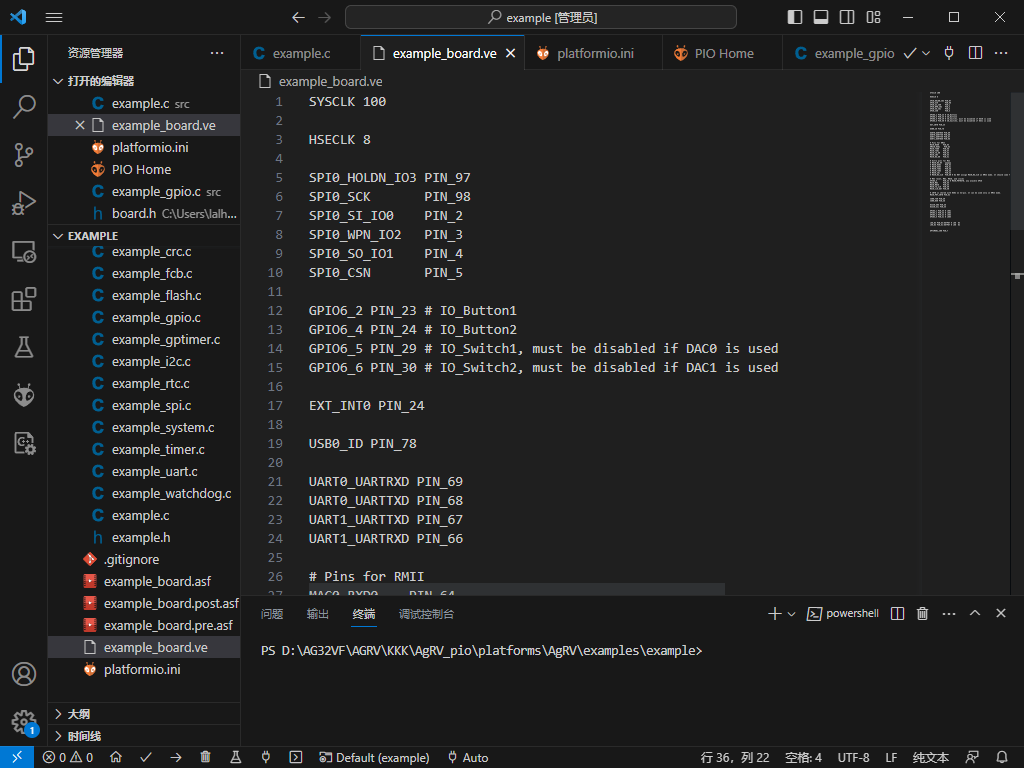 example [管理员]
资源管理器
打开的编辑器
example.c src
example_board.ve
platformio.ini
PIO Home
example_gpio.c src
board.h C:\Users\lalh...
EXAMPLE
example_crc.c
example_fcb.c
example_flash.c
example_gpio.c
example_gptimer.c
example_i2c.c
example_rtc.c
example_spi.c
example_system.c
example_timer.c
example_uart.c
example_watchdog.c
example.c
example.h
.gitignore
example_board.asf
example_board.post.asf
example_board.pre.asf
example_board.ve
platformio.ini
大纲
时间线
example.c
example_board.ve
platformio.ini
PIO Home
example_gpio
example_board.ve
1 SYSCLK 100
2
3 HSECLK 8
4
5 SPI0_HOLDN_IO3 PIN_97
6 SPI0_SCK PIN_98
7 SPI0_SI_IO0 PIN_2
8 SPI0_WPN_IO2 PIN_3
9 SPI0_SO_IO1 PIN_4
10 SPI0_CSN PIN_5
11
12 GPIO6_2 PIN_23 # IO_Button1
13 GPIO6_4 PIN_24 # IO_Button2
14 GPIO6_5 PIN_29 # IO_Switch1, must be disabled if DAC0 is used
15 GPIO6_6 PIN_30 # IO_Switch2, must be disabled if DAC1 is used
16
17 EXT_INT0 PIN_24
18
19 USB0_ID PIN_78
20
21 UART0_UARTRXD PIN_69
22 UART0_UARTTXD PIN_68
23 UART1_UARTTXD PIN_67
24 UART1_UARTRXD PIN_66
25
26 # Pins for RMII
27 MAC0_RXD0 PIN_64
问题 输出 终端 调试控制台
powershell
PS D:\AG32VF\AGRV\KKK\AgRV_pio\platforms\AgRV\examples\example>
1
0 0
Default (example)
Auto
行 36，列 22
空格: 4
UTF-8
LF
纯文本